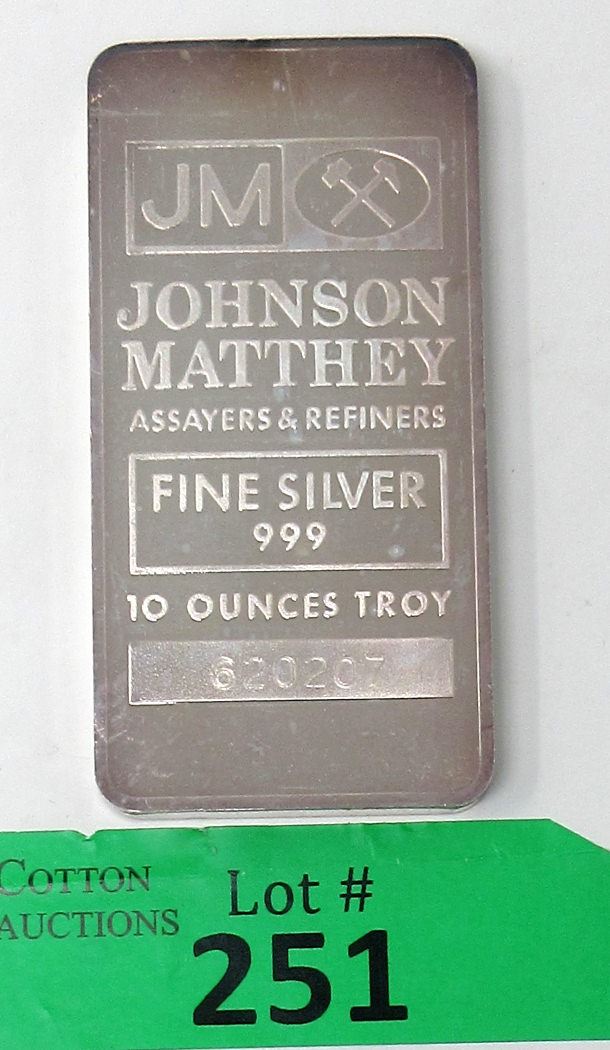 JM
JOHNSON
MATTHEY
ASSAYERS & REFINERS
FINE SILVER
999
10 OUNCES TROY
620207
COTTON
AUCTIONS
Lot #
251